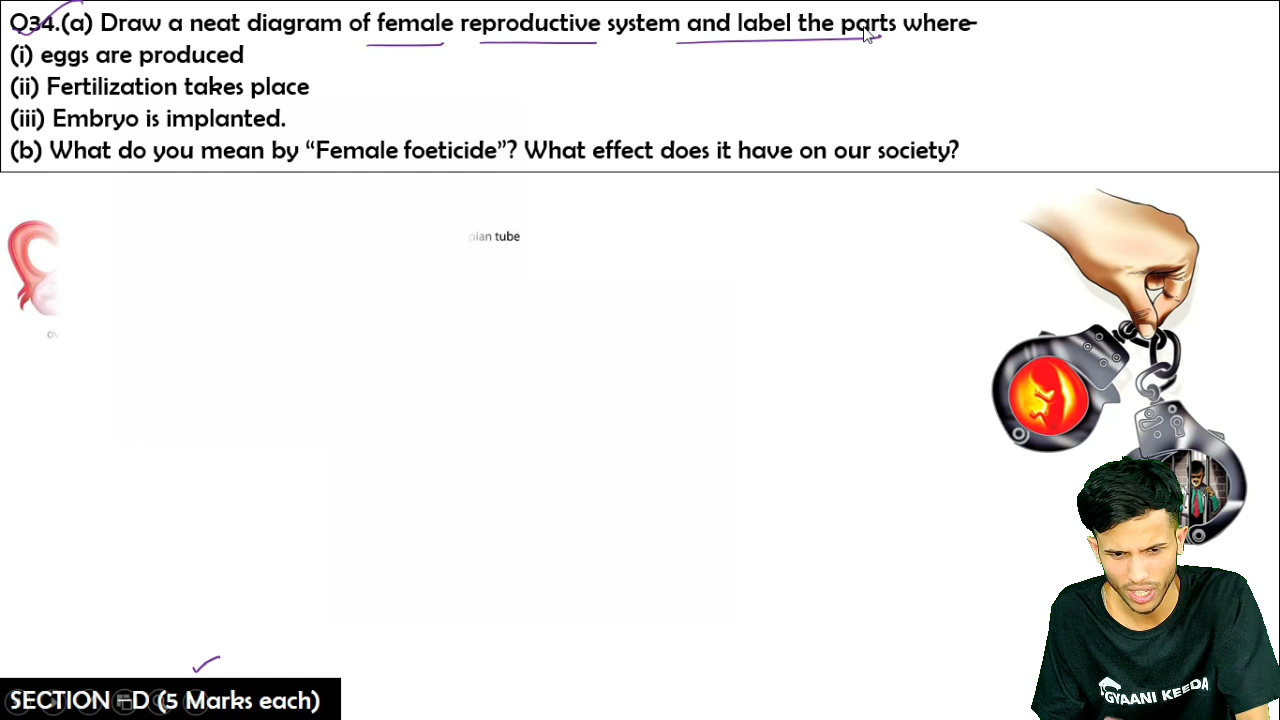 Q34.(a) Draw a neat diagram of female reproductive system and label the parts where-
(i) eggs are produced
(ii) Fertilization takes place
(iii) Embryo is implanted.
(b) What do you mean by “Female foeticide”? What effect does it have on our society?
pian tube
ov
SECTION –D (5 Marks each)
GYAANI KEEDA